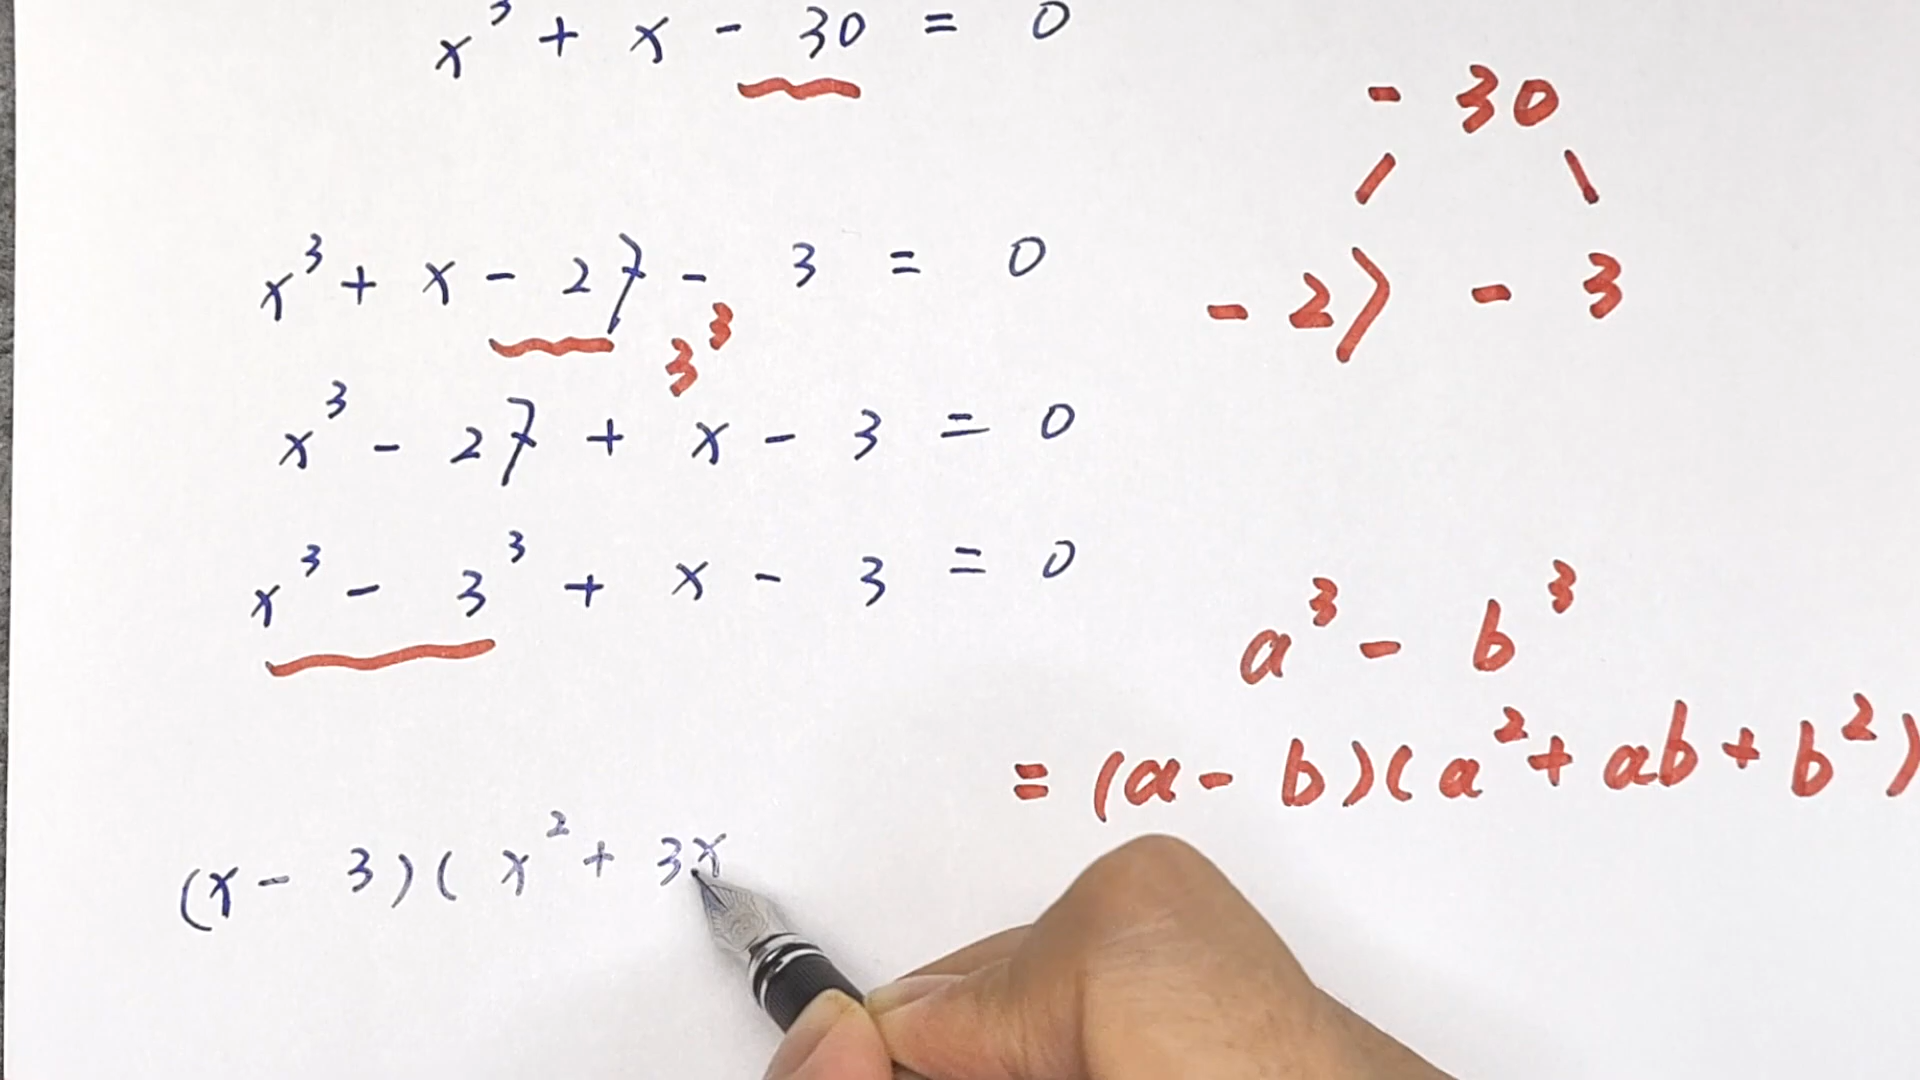 x³ + x - 30 = 0
- 30
x³ + x - 27 - 3 = 0
- 27 - 3
3³
x³ - 27 + x - 3 = 0
x³ - 3³ + x - 3 = 0
a³ - b³
= (a - b)(a² + ab + b²)
(x - 3)(x² + 3x